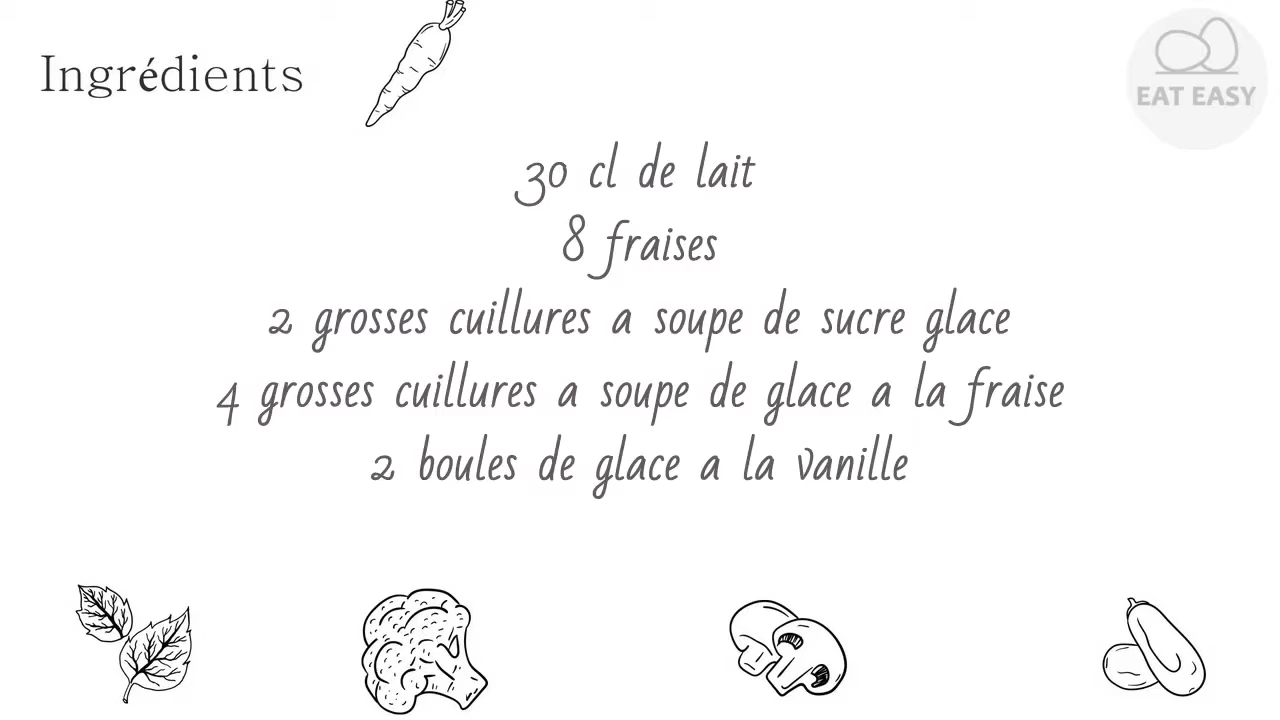 Ingrédients
EAT EASY
30 cl de lait
8 fraises
2 grosses cuillures a soupe de sucre glace
4 grosses cuillures a soupe de glace a la fraise
2 boules de glace a la vanille